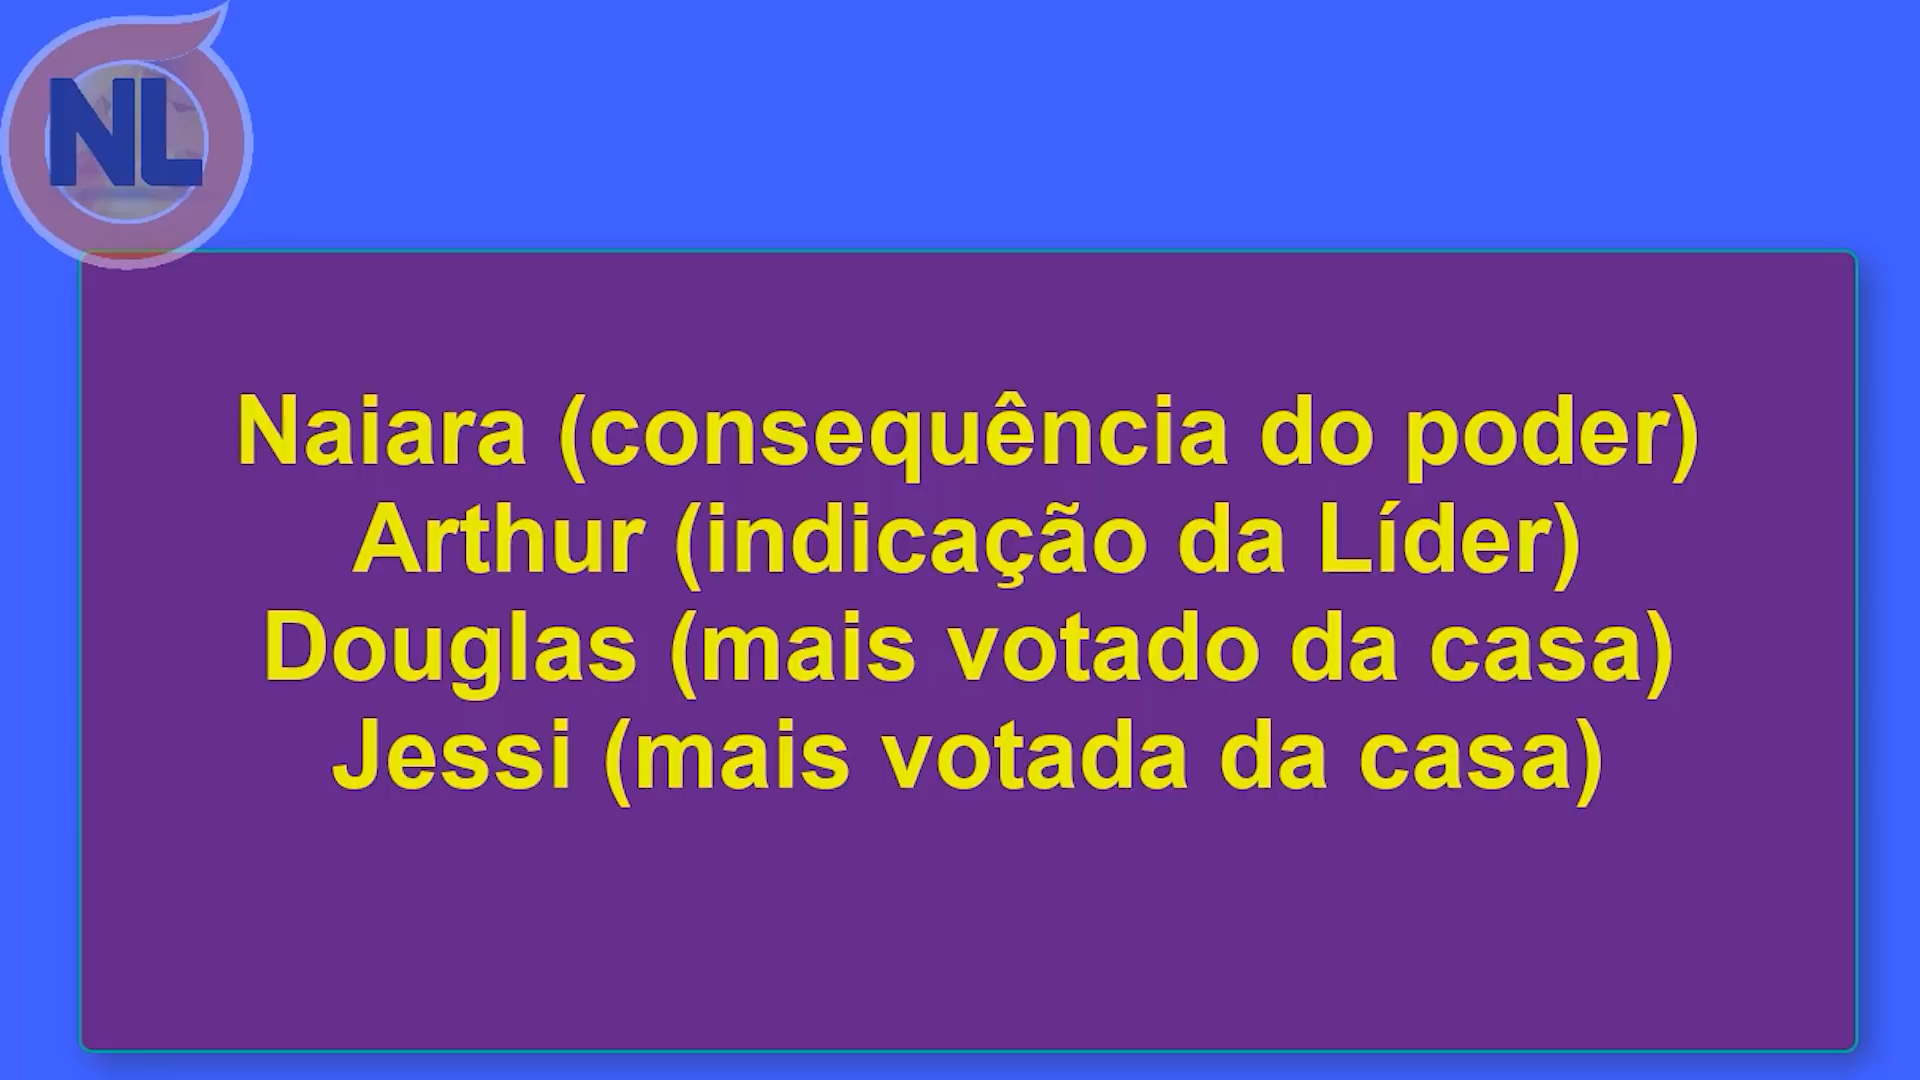 NL
Naiara (consequência do poder)
Arthur (indicação da Líder)
Douglas (mais votado da casa)
Jessi (mais votada da casa)